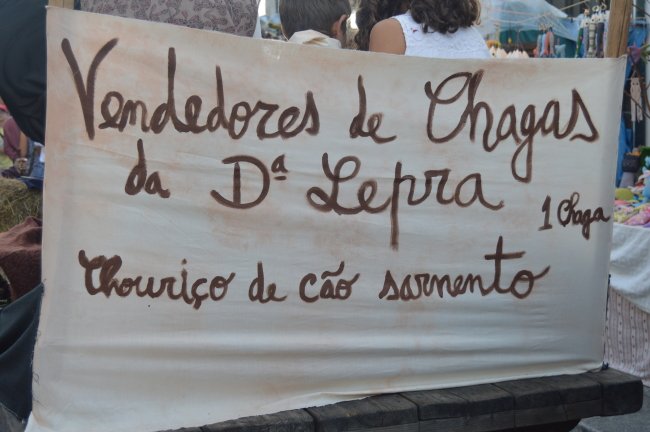 Vendedores de Chagas
da Dª Lepra
1 Chaga
Chouriço de cão sarnento